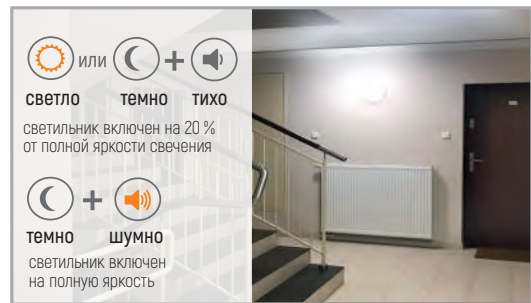 или
светло темно тихо
светильник включен на 20 %
от полной яркости свечения
темно шумно
светильник включен
на полную яркость